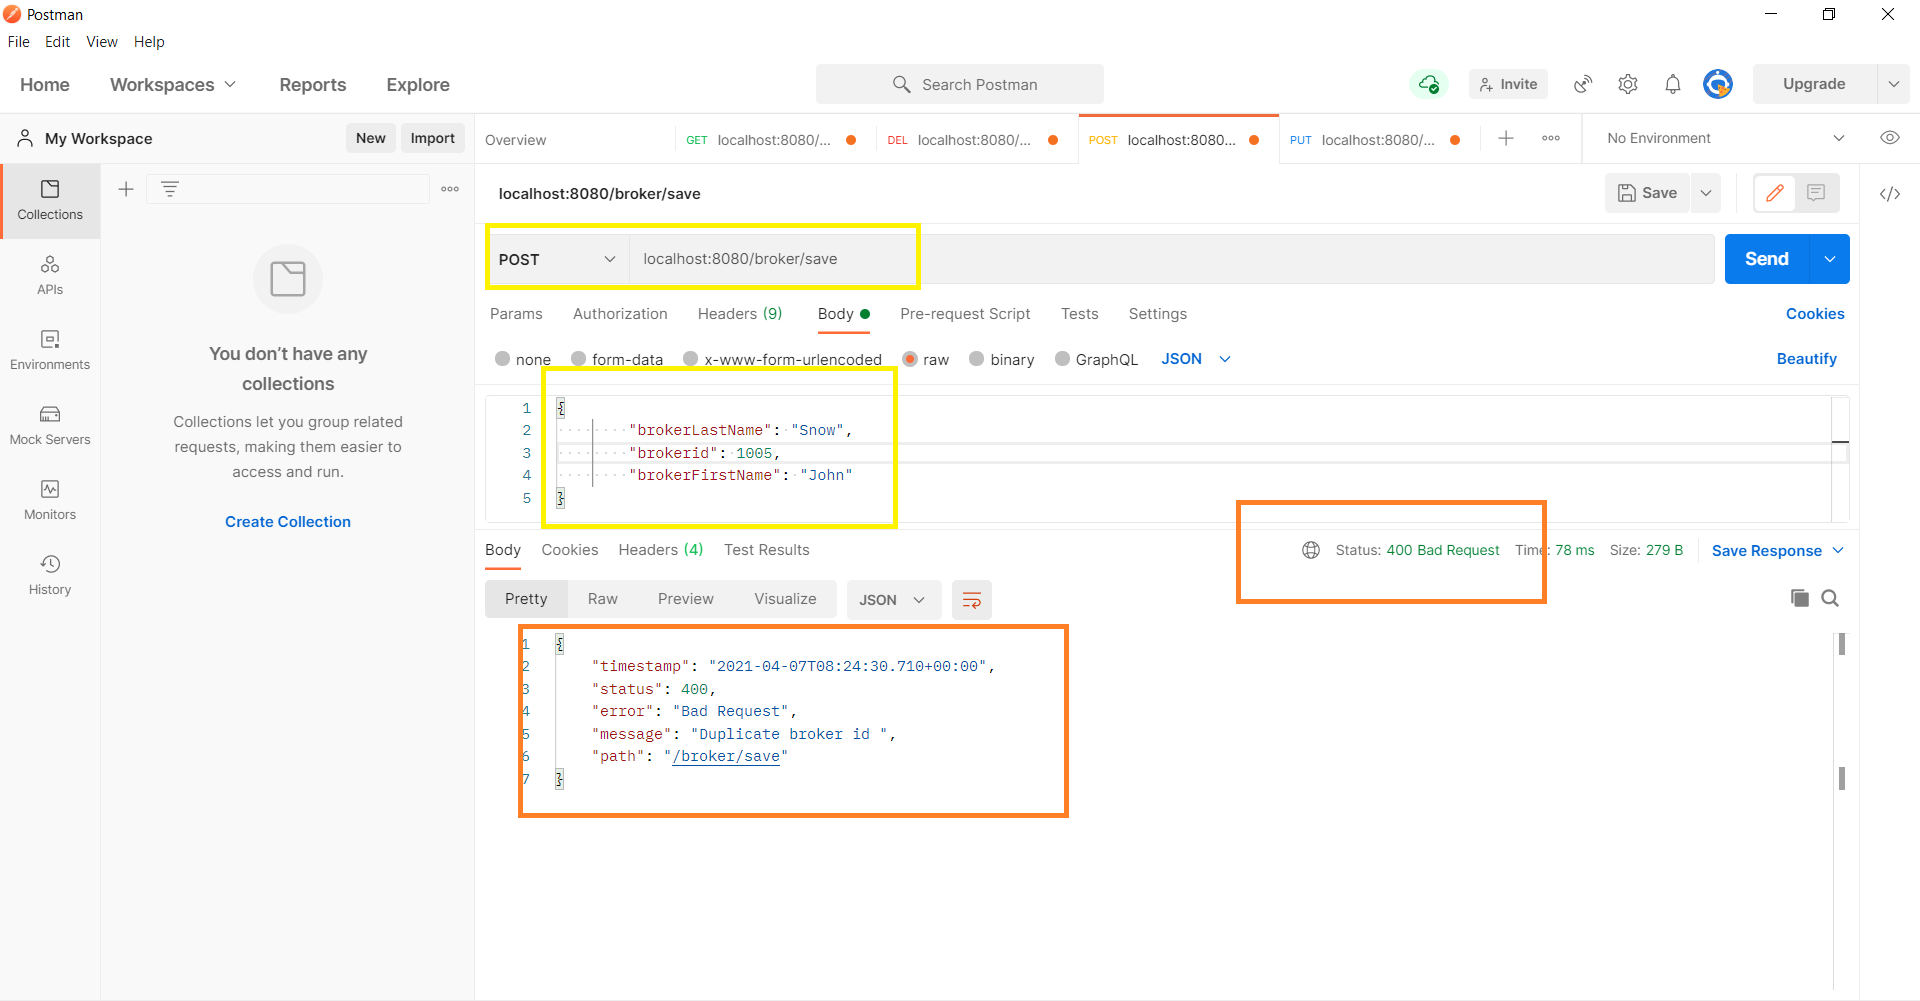 Postman
File Edit View Help
Home Workspaces Reports Explore Search Postman Invite Upgrade
My Workspace New Import
Overview GET localhost:8080/... DEL localhost:8080/... POST localhost:8080... PUT localhost:8080/... No Environment
Collections
APIs
Environments
Mock Servers
Monitors
History
You don't have any
collections
Collections let you group related
requests, making them easier to
access and run.
Create Collection
localhost:8080/broker/save Save
POST localhost:8080/broker/save Send
Params Authorization Headers (9) Body Pre-request Script Tests Settings Cookies
none form-data x-www-form-urlencoded raw binary GraphQL JSON Beautify
1 {
2 "brokerLastName": "Snow",
3 "brokerid": 1005,
4 "brokerFirstName": "John"
5 }
Body Cookies Headers (4) Test Results Status: 400 Bad Request Time: 78 ms Size: 279 B Save Response
Pretty Raw Preview Visualize JSON
1 {
2 "timestamp": "2021-04-07T08:24:30.710+00:00",
3 "status": 400,
4 "error": "Bad Request",
5 "message": "Duplicate broker id ",
6 "path": "/broker/save"
7 }